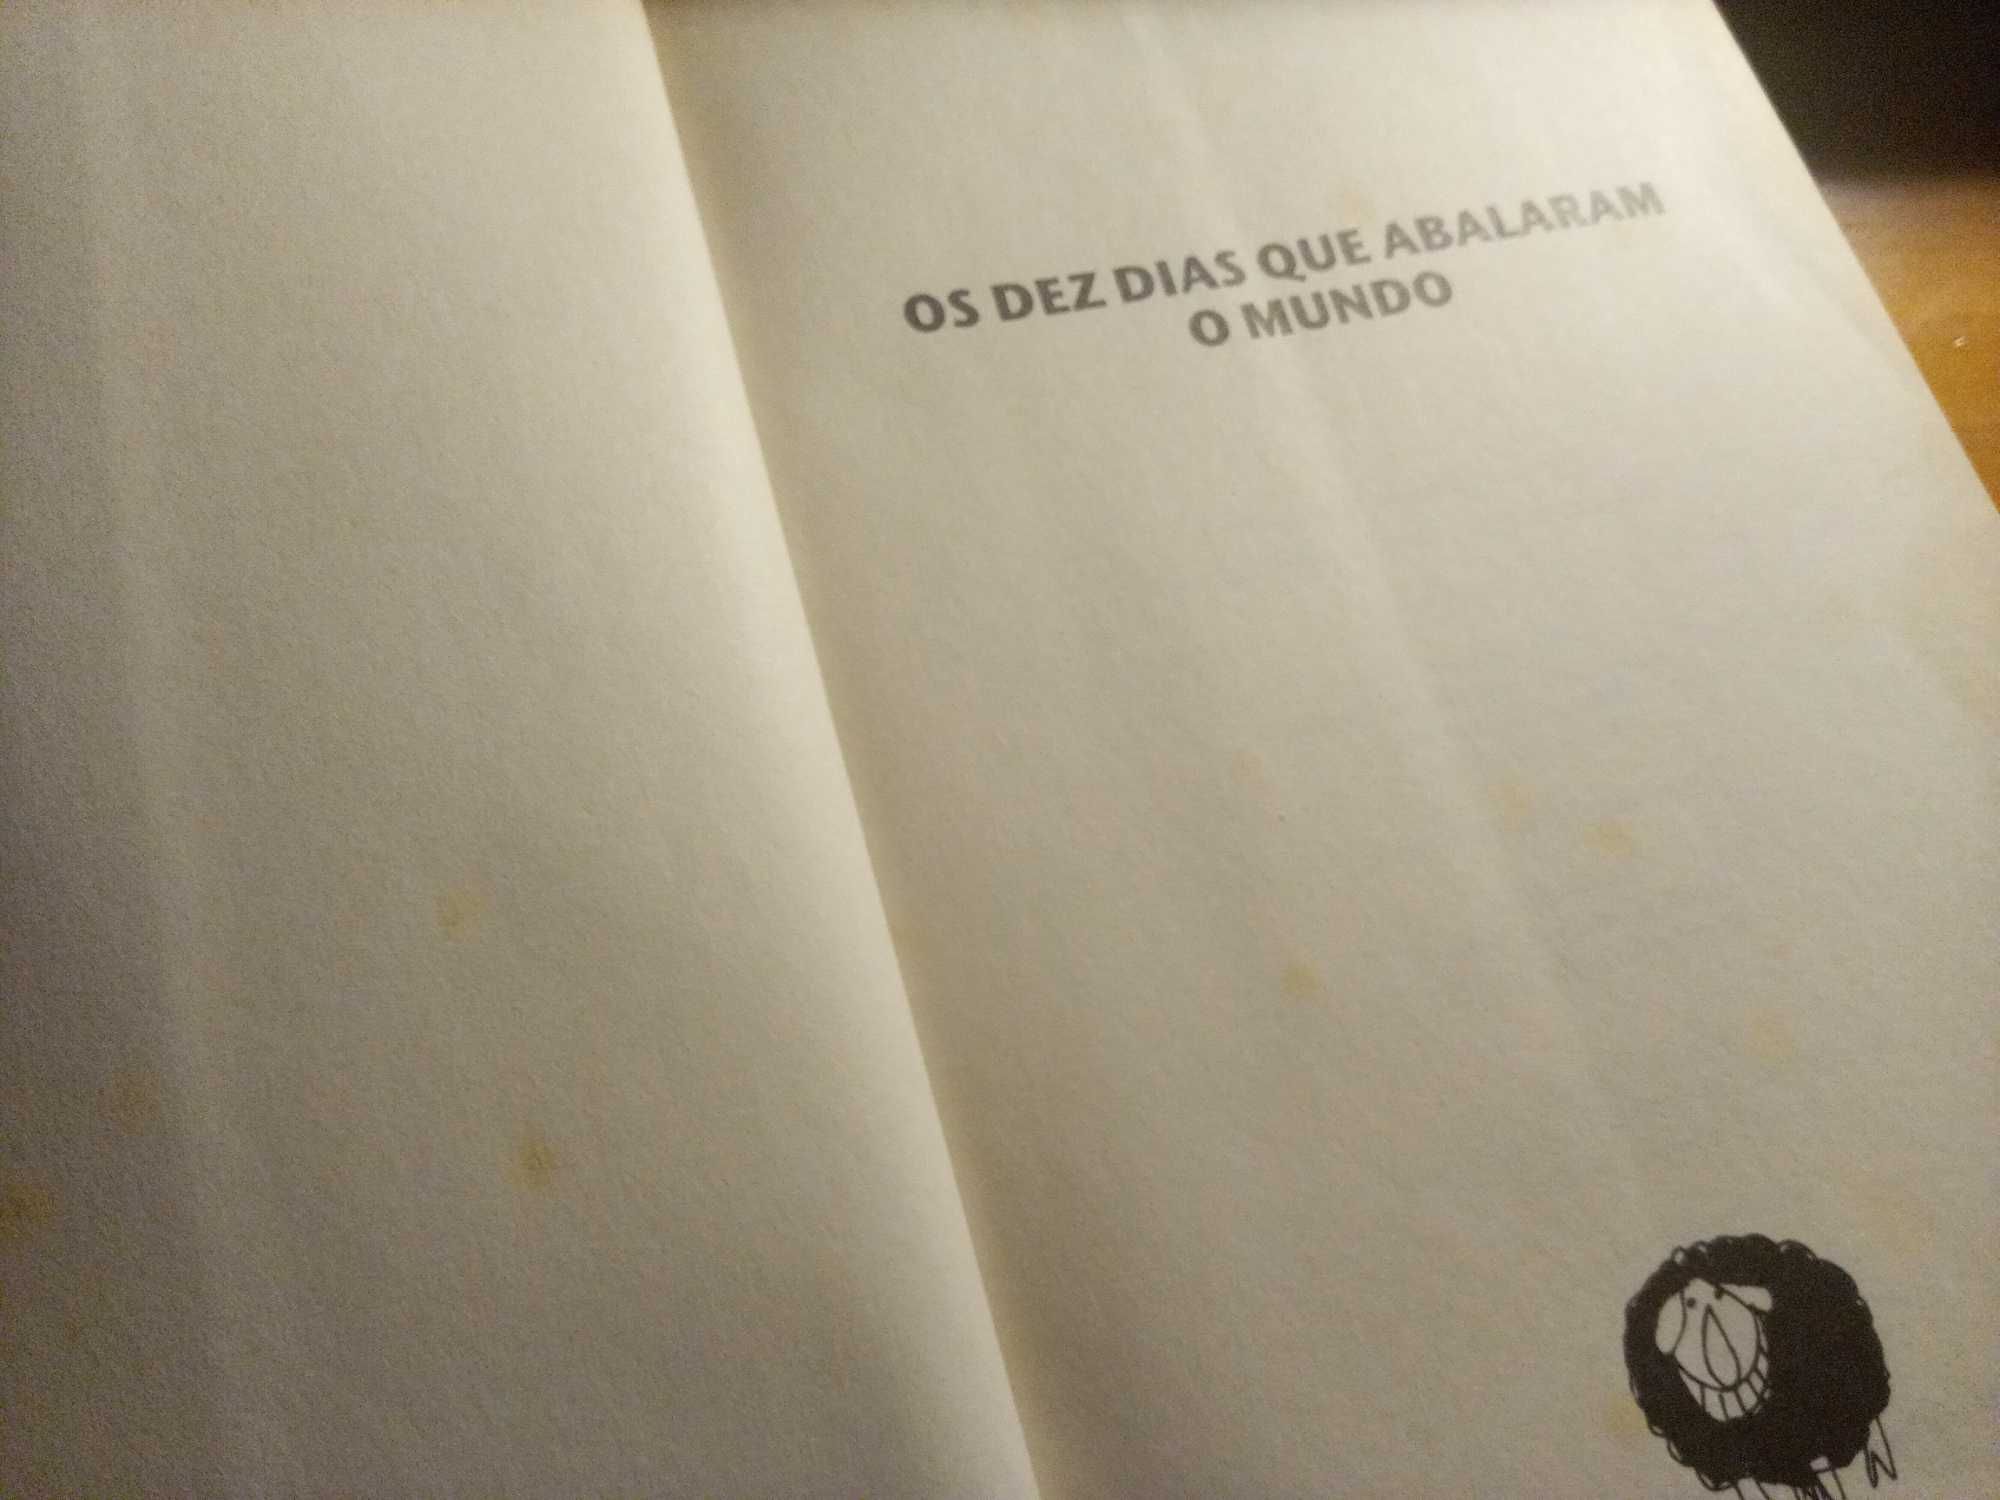 OS DEZ DIAS QUE ABALARAM
O MUNDO